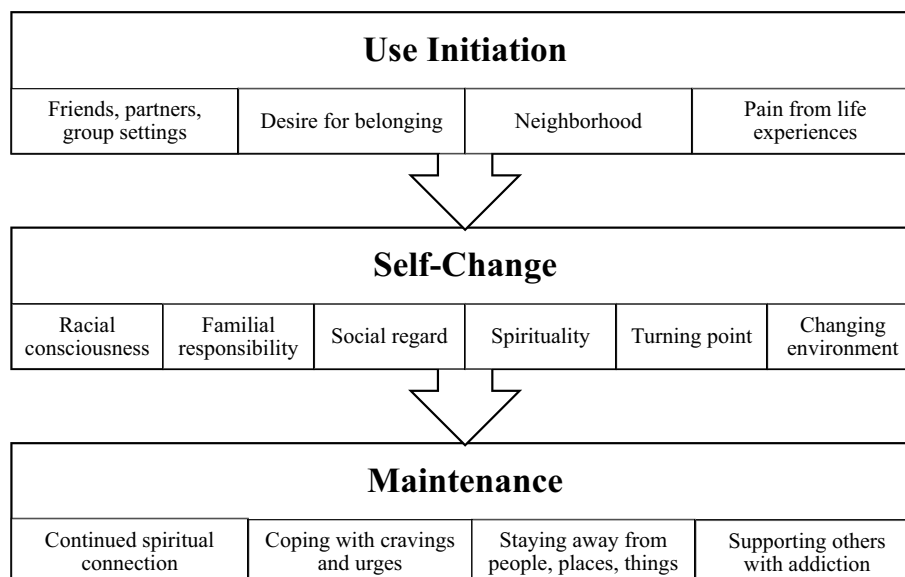 Use Initiation
Friends, partners,
group settings
Desire for belonging
Neighborhood
Pain from life
experiences
Self-Change
Racial
consciousness
Familial
responsibility
Social regard
Spirituality
Turning point
Changing
environment
Maintenance
Continued spiritual
connection
Coping with cravings
and urges
Staying away from
people, places, things
Supporting others
with addiction